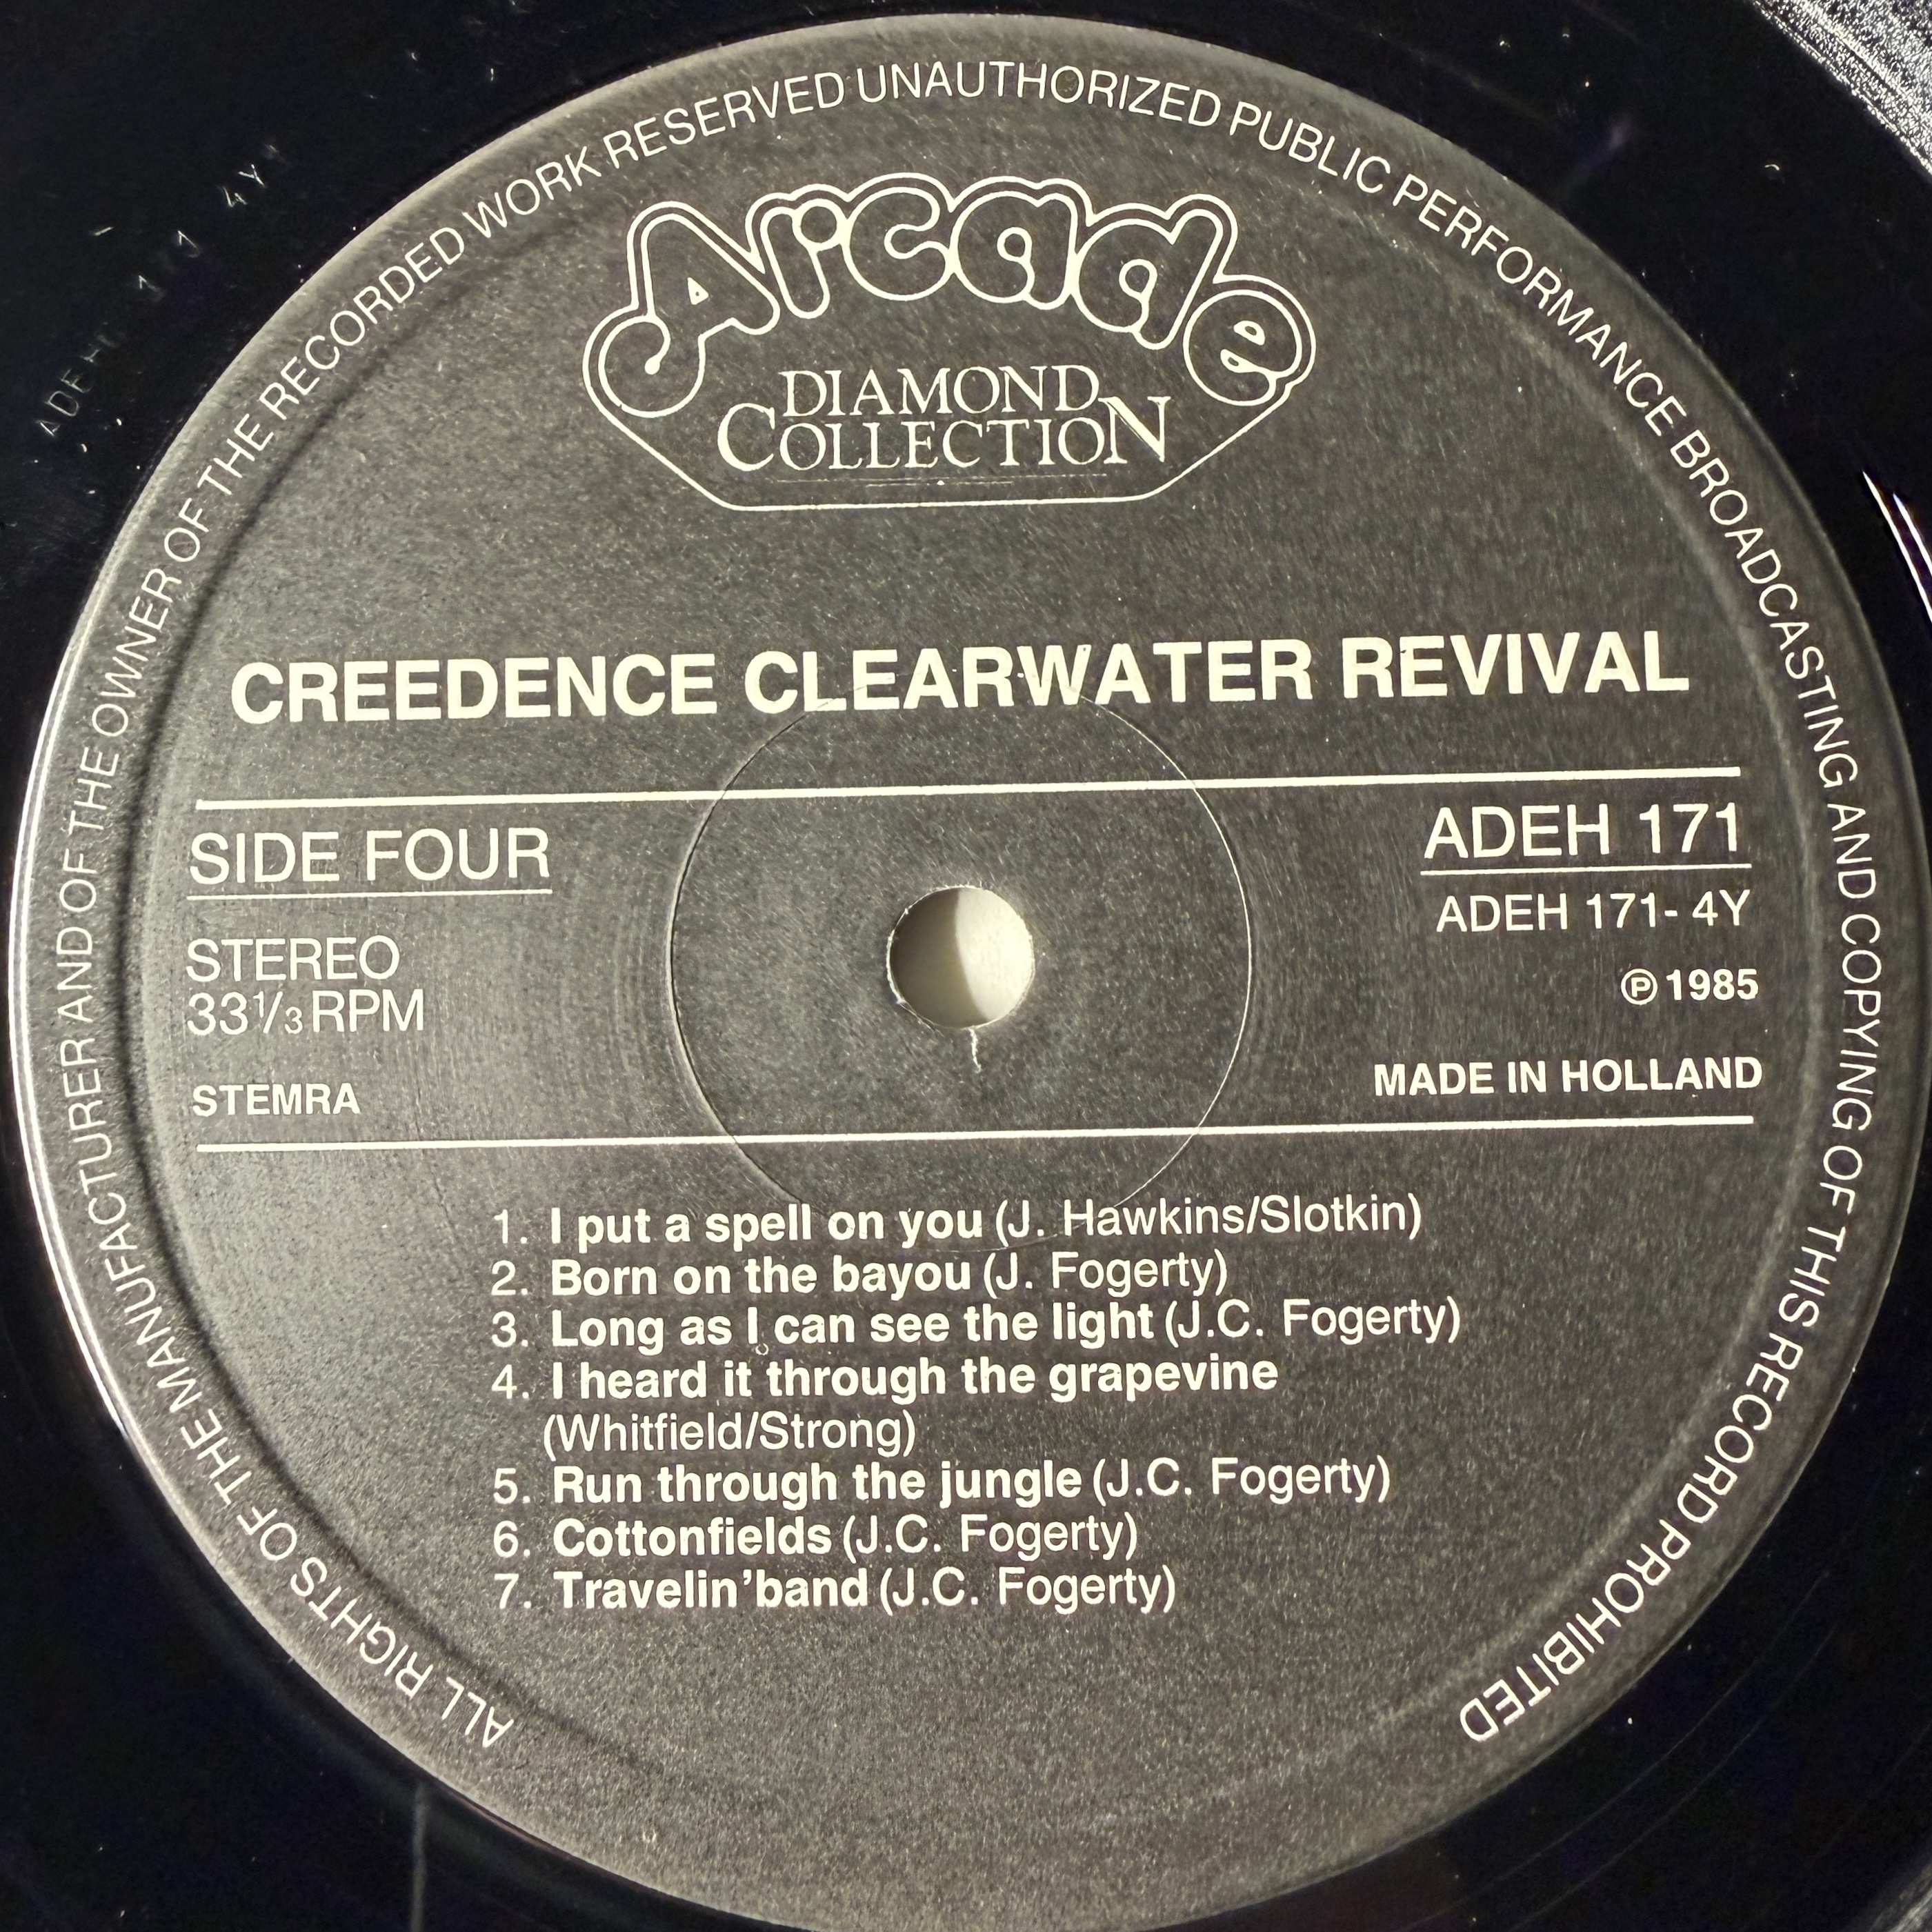 ALL RIGHTS OF THE MANUFACTURER AND OF THE OWNER OF THE RECORDED WORK RESERVED UNAUTHORIZED PUBLIC PERFORMANCE BROADCASTING AND COPYING OF THIS RECORD PROHIBITED
Arcade
DIAMOND
COLLECTION
CREEDENCE CLEARWATER REVIVAL
SIDE FOUR
STEREO
33⅓ RPM
STEMRA
ADEH 171
ADEH 171- 4Y
℗ 1985
MADE IN HOLLAND
1. I put a spell on you (J. Hawkins/Slotkin)
2. Born on the bayou (J. Fogerty)
3. Long as I can see the light (J.C. Fogerty)
4. I heard it through the grapevine
(Whitfield/Strong)
5. Run through the jungle (J.C. Fogerty)
6. Cottonfields (J.C. Fogerty)
7. Travelin'band (J.C. Fogerty)
4Y